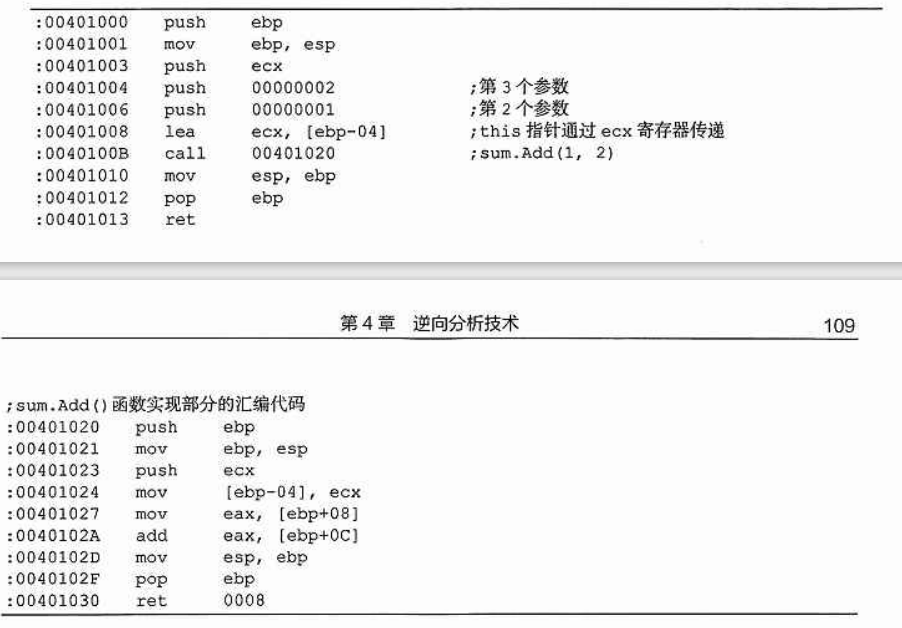 :00401000 push ebp
:00401001 mov ebp, esp
:00401003 push ecx
:00401004 push 00000002 ;第 3 个参数
:00401006 push 00000001 ;第 2 个参数
:00401008 lea ecx, [ebp-04] ;this 指针通过 ecx 寄存器传递
:0040100B call 00401020 ;sum.Add(1, 2)
:00401010 mov esp, ebp
:00401012 pop ebp
:00401013 ret
第 4 章 逆向分析技术 109
;sum.Add()函数实现部分的汇编代码
:00401020 push ebp
:00401021 mov ebp, esp
:00401023 push ecx
:00401024 mov [ebp-04], ecx
:00401027 mov eax, [ebp+08]
:0040102A add eax, [ebp+0C]
:0040102D mov esp, ebp
:0040102F pop ebp
:00401030 ret 0008